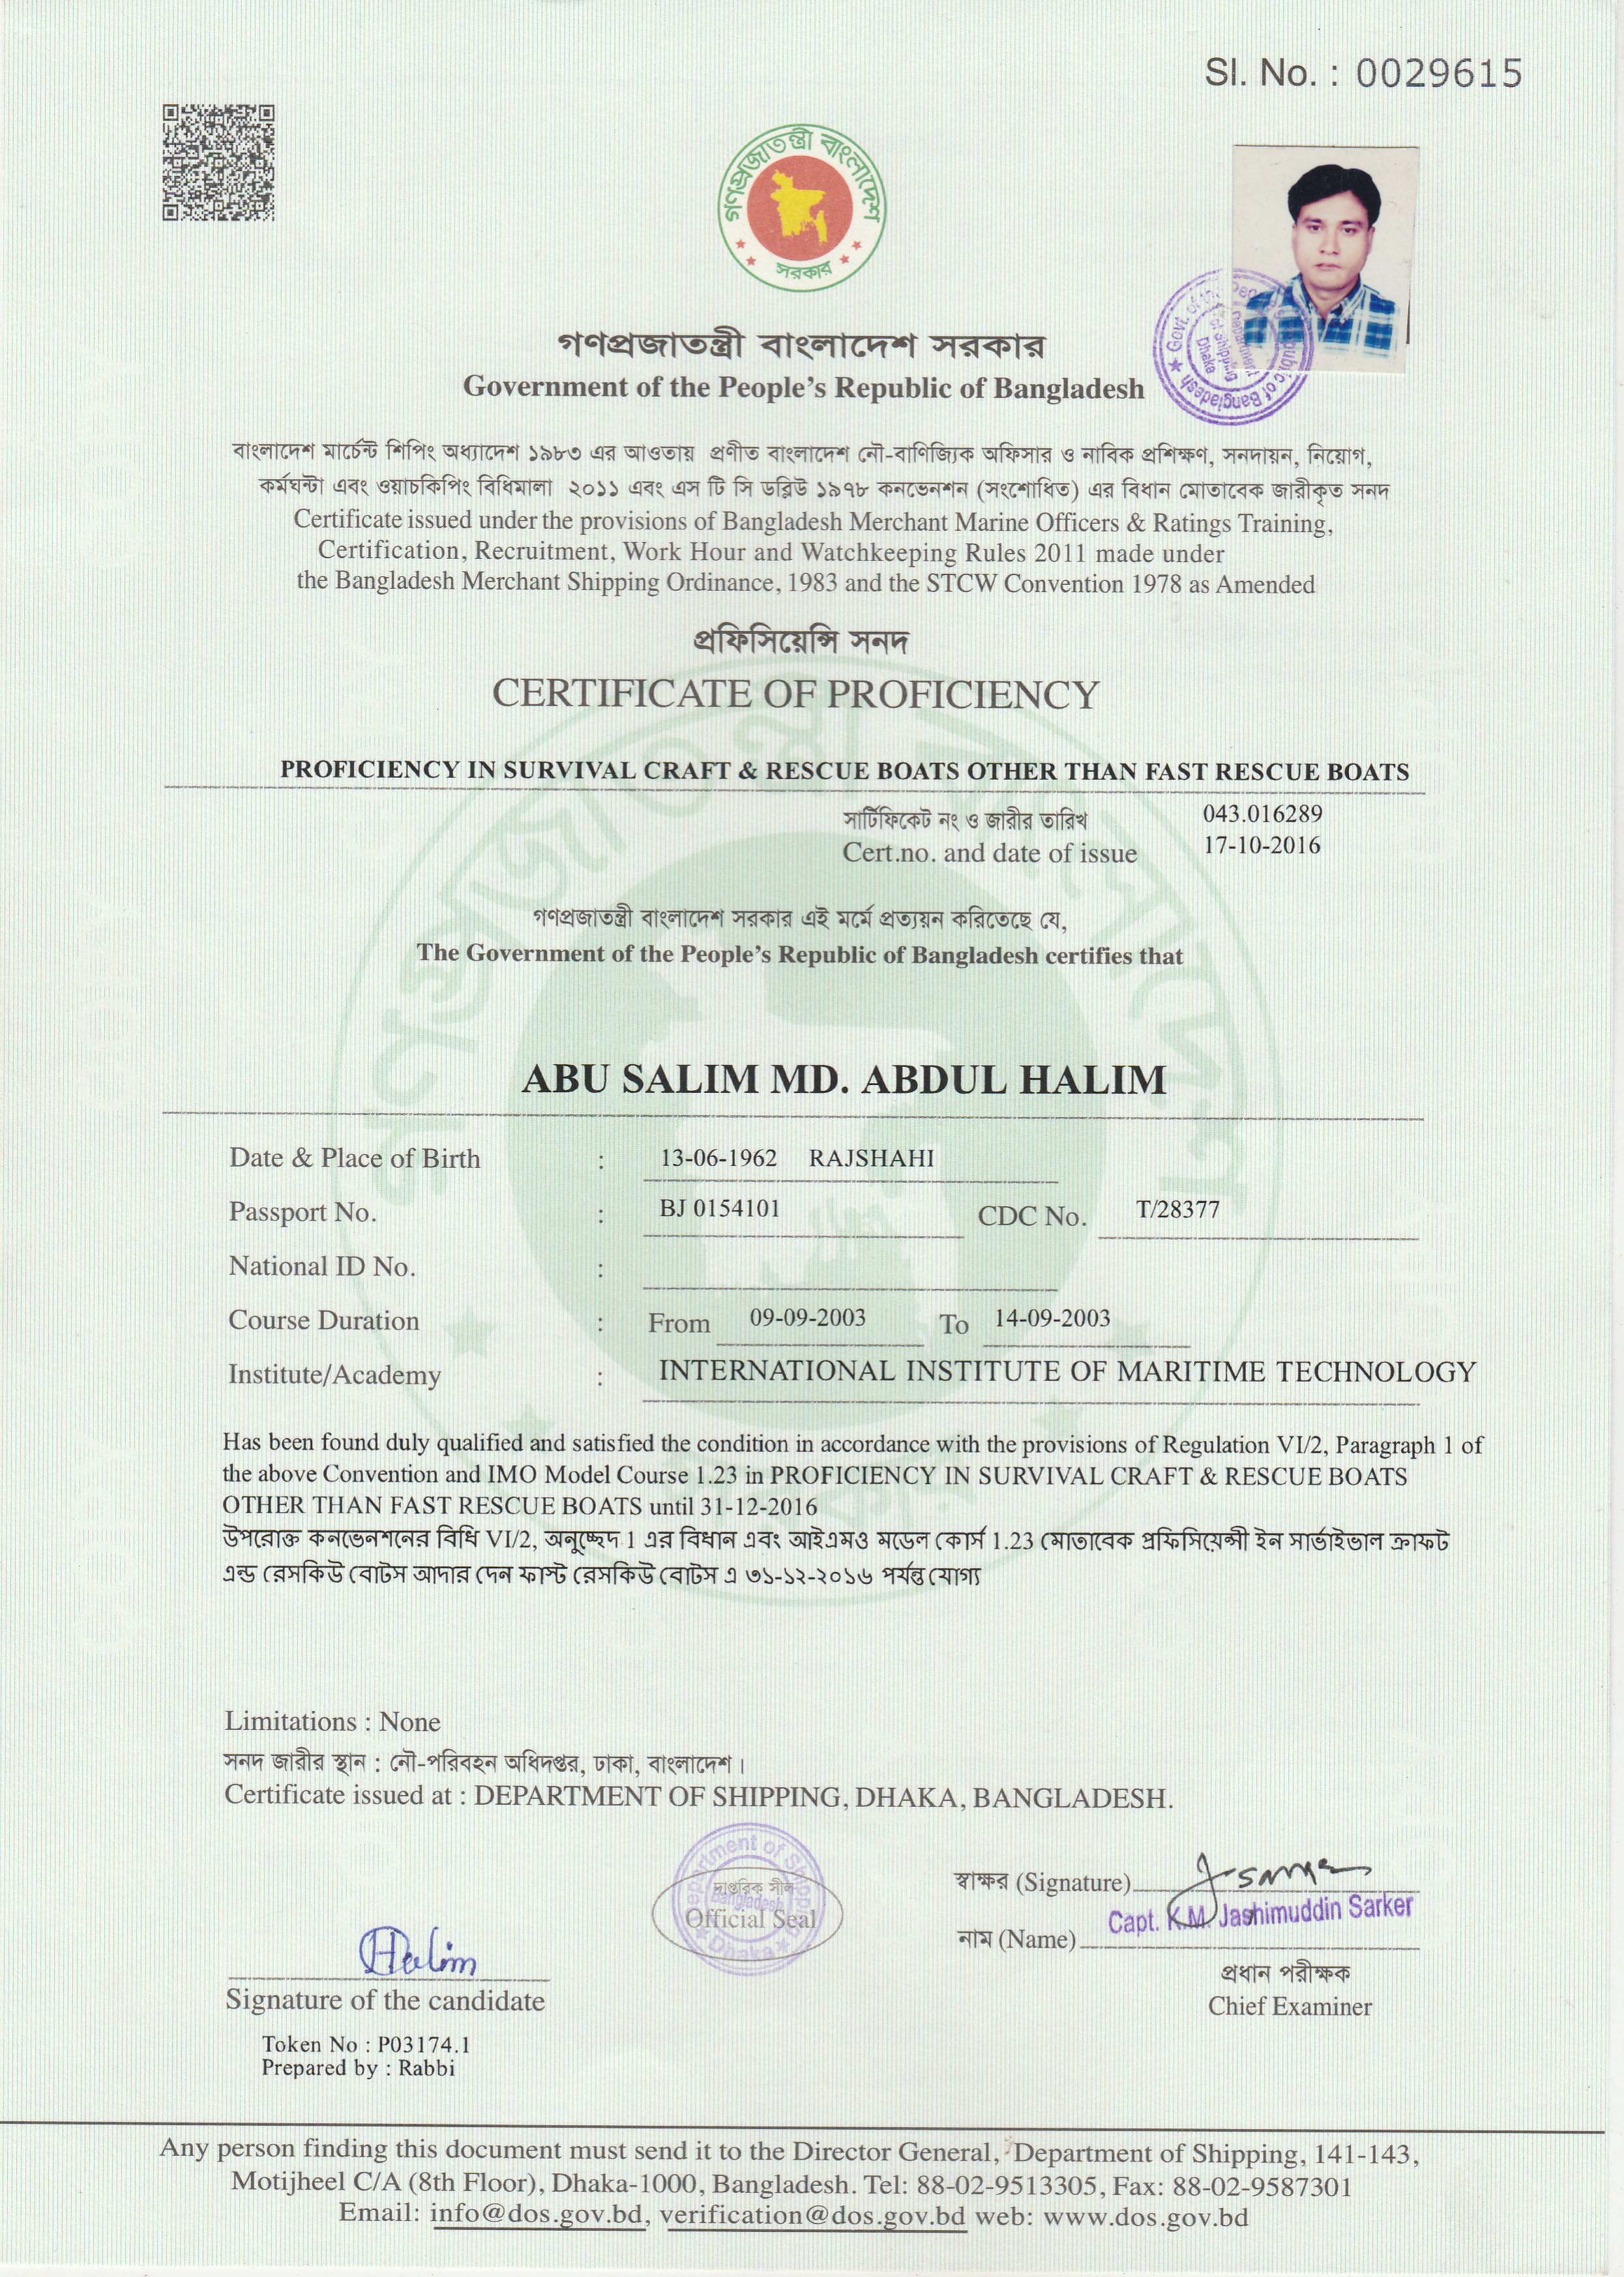 Sl. No. : 0029615
গণপ্রজাতন্ত্রী বাংলাদেশ
সরকার
Govt. of the People's Republic of Bangladesh
Department of Shipping Dhaka
গণপ্রজাতন্ত্রী বাংলাদেশ সরকার
Government of the People's Republic of Bangladesh
বাংলাদেশ মার্চেন্ট শিপিং অধ্যাদেশ ১৯৮৩ এর আওতায় প্রণীত বাংলাদেশ নৌ-বাণিজ্যিক অফিসার ও নাবিক প্রশিক্ষণ, সনদায়ন, নিয়োগ,
কর্মঘন্টা এবং ওয়াচকিপিং বিধিমালা ২০১১ এবং এস টি সি ডব্লিউ ১৯৭৮ কনভেনশন (সংশোধিত) এর বিধান মোতাবেক জারীকৃত সনদ
Certificate issued under the provisions of Bangladesh Merchant Marine Officers & Ratings Training,
Certification, Recruitment, Work Hour and Watchkeeping Rules 2011 made under
the Bangladesh Merchant Shipping Ordinance, 1983 and the STCW Convention 1978 as Amended
প্রফিসিয়েন্সি সনদ
CERTIFICATE OF PROFICIENCY
PROFICIENCY IN SURVIVAL CRAFT & RESCUE BOATS OTHER THAN FAST RESCUE BOATS
সার্টিফিকেট নং ও জারীর তারিখ 043.016289
Cert.no. and date of issue 17-10-2016
গণপ্রজাতন্ত্রী বাংলাদেশ সরকার এই মর্মে প্রত্যয়ন করিতেছে যে,
The Government of the People's Republic of Bangladesh certifies that
ABU SALIM MD. ABDUL HALIM
Date & Place of Birth : 13-06-1962 RAJSHAHI
Passport No. : BJ 0154101 CDC No. T/28377
National ID No. :
Course Duration : From 09-09-2003 To 14-09-2003
Institute/Academy : INTERNATIONAL INSTITUTE OF MARITIME TECHNOLOGY
Has been found duly qualified and satisfied the condition in accordance with the provisions of Regulation VI/2, Paragraph 1 of
the above Convention and IMO Model Course 1.23 in PROFICIENCY IN SURVIVAL CRAFT & RESCUE BOATS
OTHER THAN FAST RESCUE BOATS until 31-12-2016
উপরোক্ত কনভেনশনের বিধি VI/2, অনুচ্ছেদ 1 এর বিধান এবং আইএমও মডেল কোর্স 1.23 মোতাবেক প্রফিসিয়েন্সী ইন সার্ভাইভাল ক্রাফট
এন্ড রেসকিউ বোটস আদার দেন ফাস্ট রেসকিউ বোটস এ ৩১-১২-২০১৬ পর্যন্ত যোগ্য
Limitations : None
সনদ জারীর স্থান : নৌ-পরিবহন অধিদপ্তর, ঢাকা, বাংলাদেশ।
Certificate issued at : DEPARTMENT OF SHIPPING, DHAKA, BANGLADESH.
Department of Shipping
Bangladesh
Dhaka
দাপ্তরিক সীল
Official Seal
স্বাক্ষর (Signature)
Capt. K.M. Jashimuddin Sarker
নাম (Name)
প্রধান পরীক্ষক
Chief Examiner
Halim
Signature of the candidate
Token No : P03174.1
Prepared by : Rabbi
Any person finding this document must send it to the Director General, Department of Shipping, 141-143,
Motijheel C/A (8th Floor), Dhaka-1000, Bangladesh. Tel: 88-02-9513305, Fax: 88-02-9587301
Email: info@dos.gov.bd, verification@dos.gov.bd web: www.dos.gov.bd